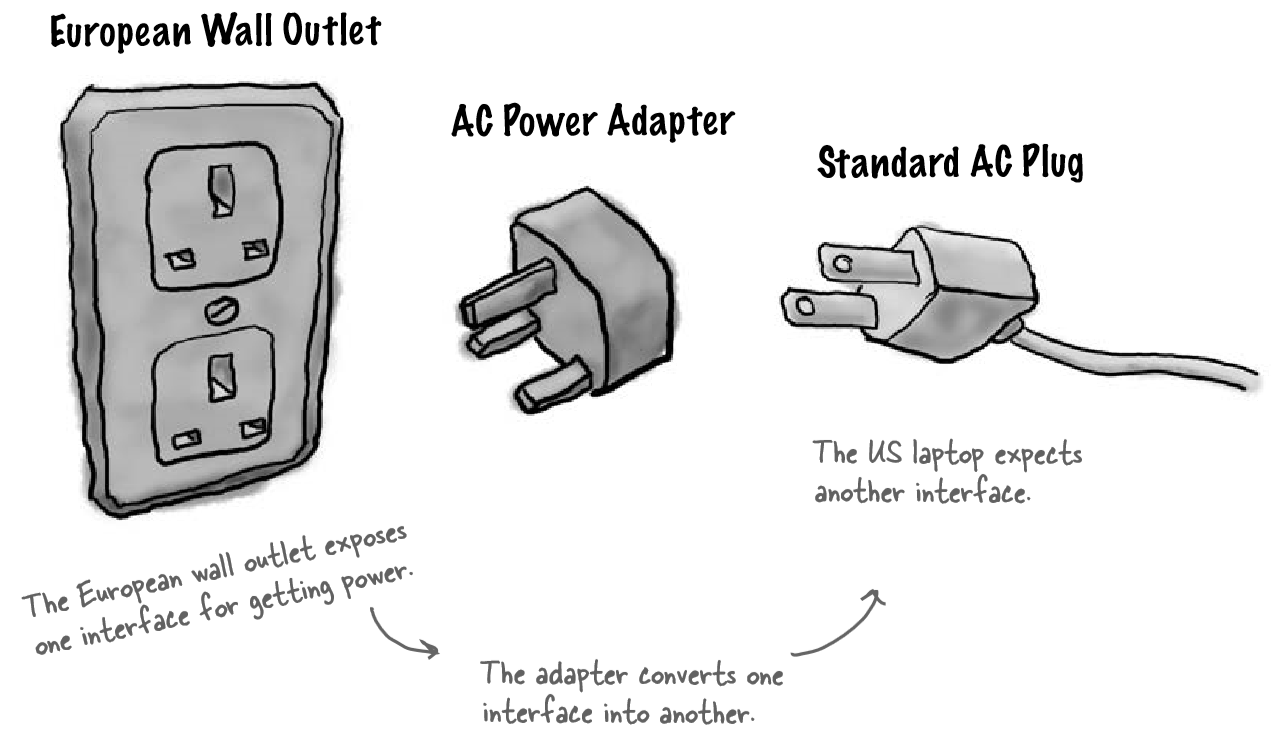 European Wall Outlet
AC Power Adapter
Standard AC Plug
The US laptop expects
another interface.
The European wall outlet exposes
one interface for getting power.
The adapter converts one
interface into another.